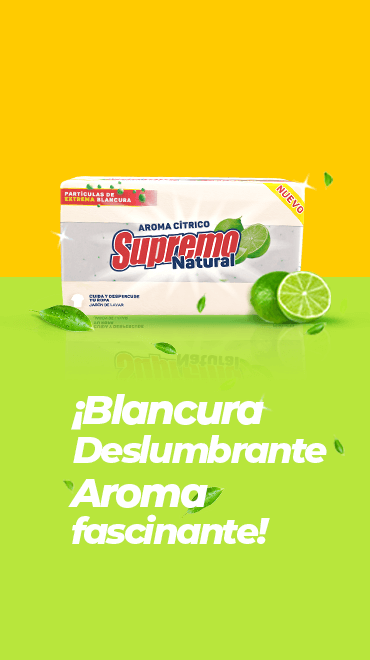 PARTÍCULAS DE
EXTREMA BLANCURA
NUEVO
AROMA CÍTRICO
Supremo
Natural
CUIDA Y DESPERCUDE
TU ROPA
JABÓN DE LAVAR
¡Blancura
Deslumbrante
Aroma
fascinante!